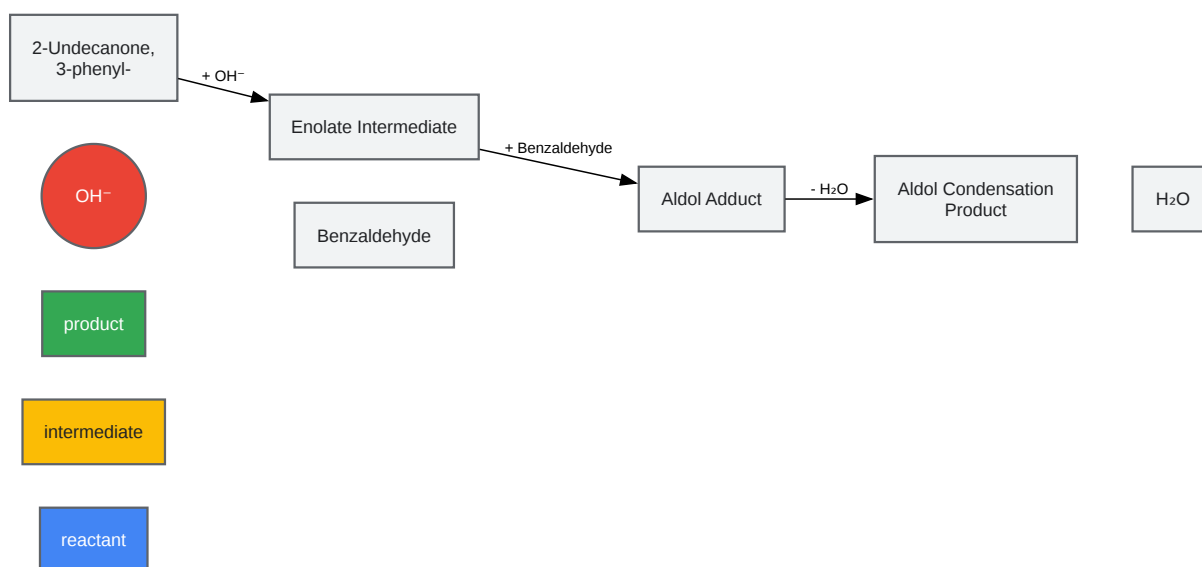 2-Undecanone,
3-phenyl-
+ OH⁻
Enolate Intermediate
+ Benzaldehyde
Aldol Adduct
- H₂O
Aldol Condensation
Product
H₂O
OH⁻
Benzaldehyde
product
intermediate
reactant